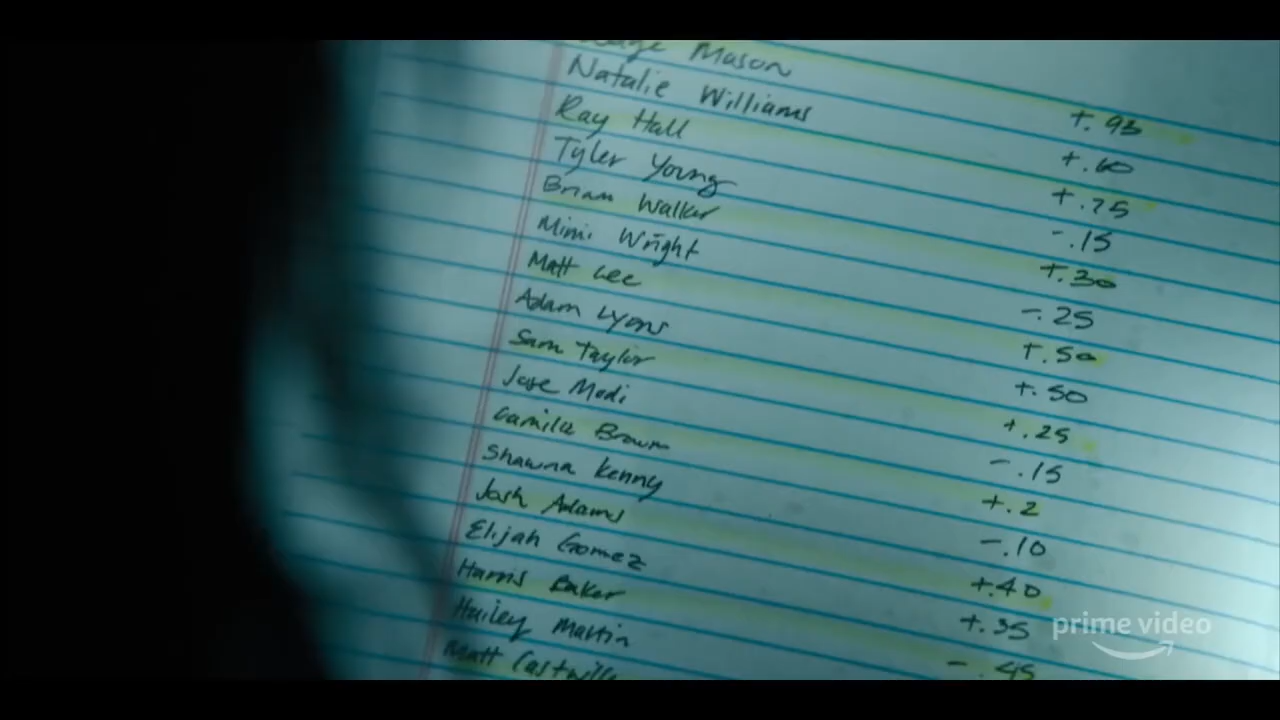 Mason +.93
Natalie Williams +.60
Ray Hall +.75
Tyler Young -.15
Brian Walker +.30
Mimi Wright -.25
Matt Lee +.50
Adam Lyons +.50
Sam Taylor +.25
Jose Modi -.15
Camila Brown +.2
Shawna Kenny -.10
Josh Adams +.40
Elijah Gomez +.35
Harris Baker -.45
Hailey Martin
Matt
prime video